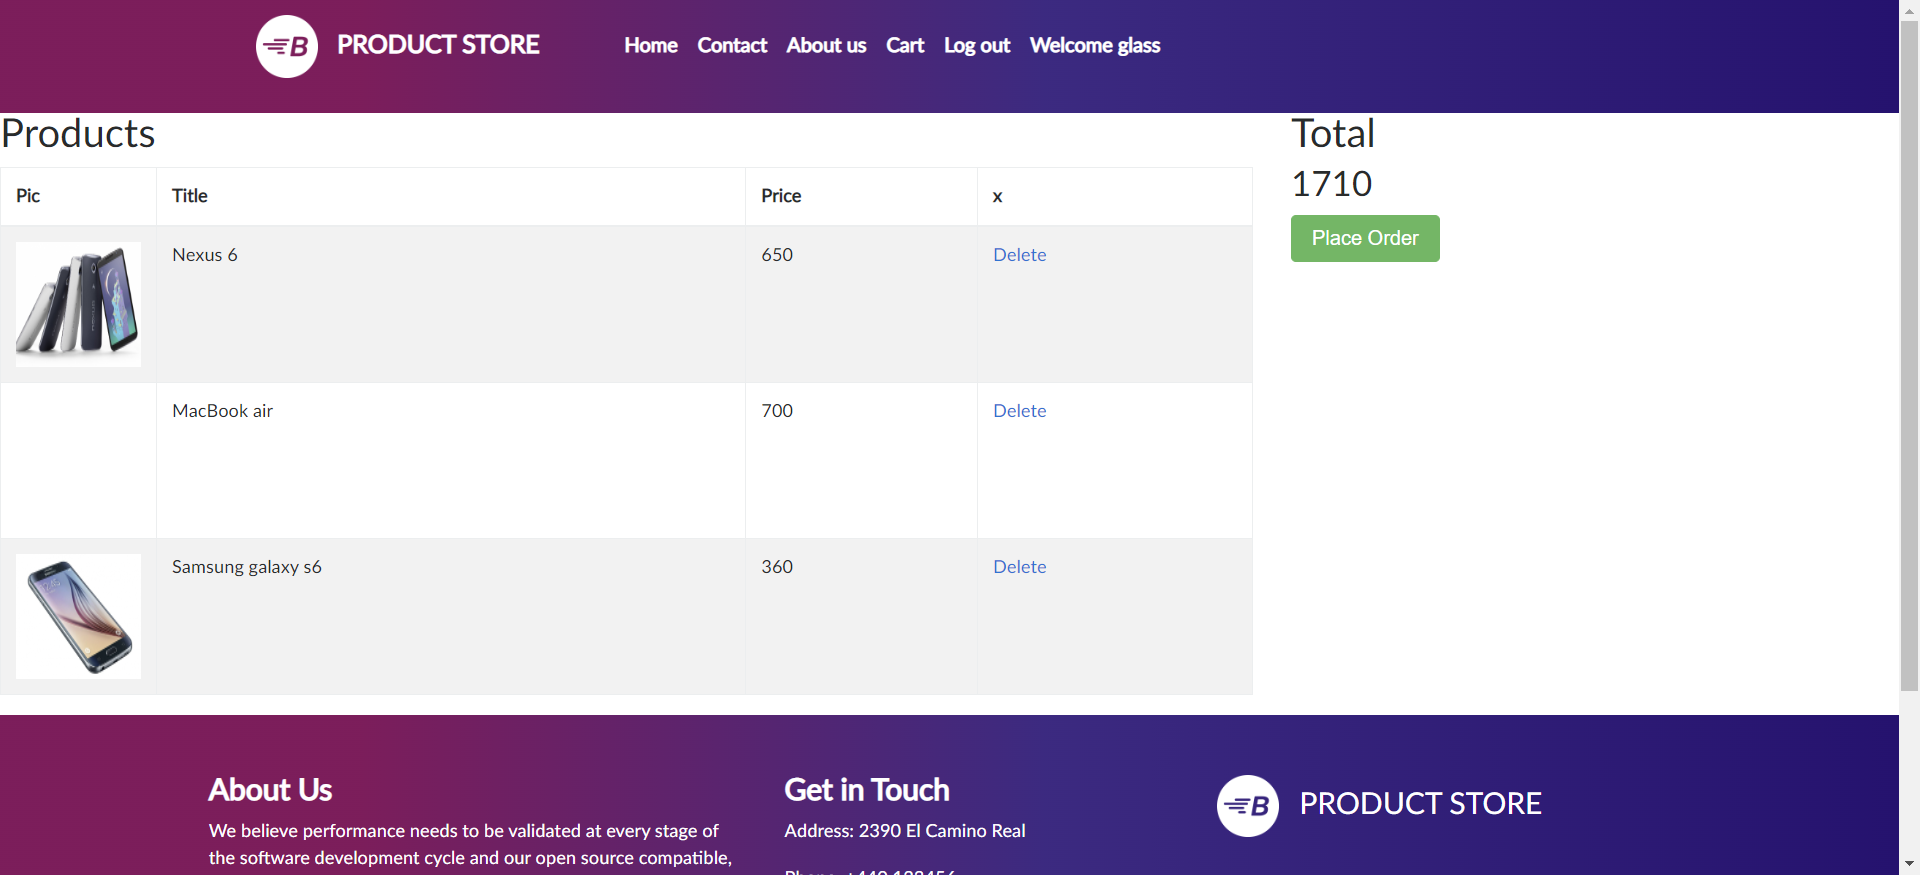 B PRODUCT STORE Home Contact About us Cart Log out Welcome glass
Products
Total
1710
Place Order
Pic Title Price x
Nexus 6 650 Delete
MacBook air 700 Delete
Samsung galaxy s6 360 Delete
About Us
We believe performance needs to be validated at every stage of
the software development cycle and our open source compatible,
Get in Touch
Address: 2390 El Camino Real
B PRODUCT STORE